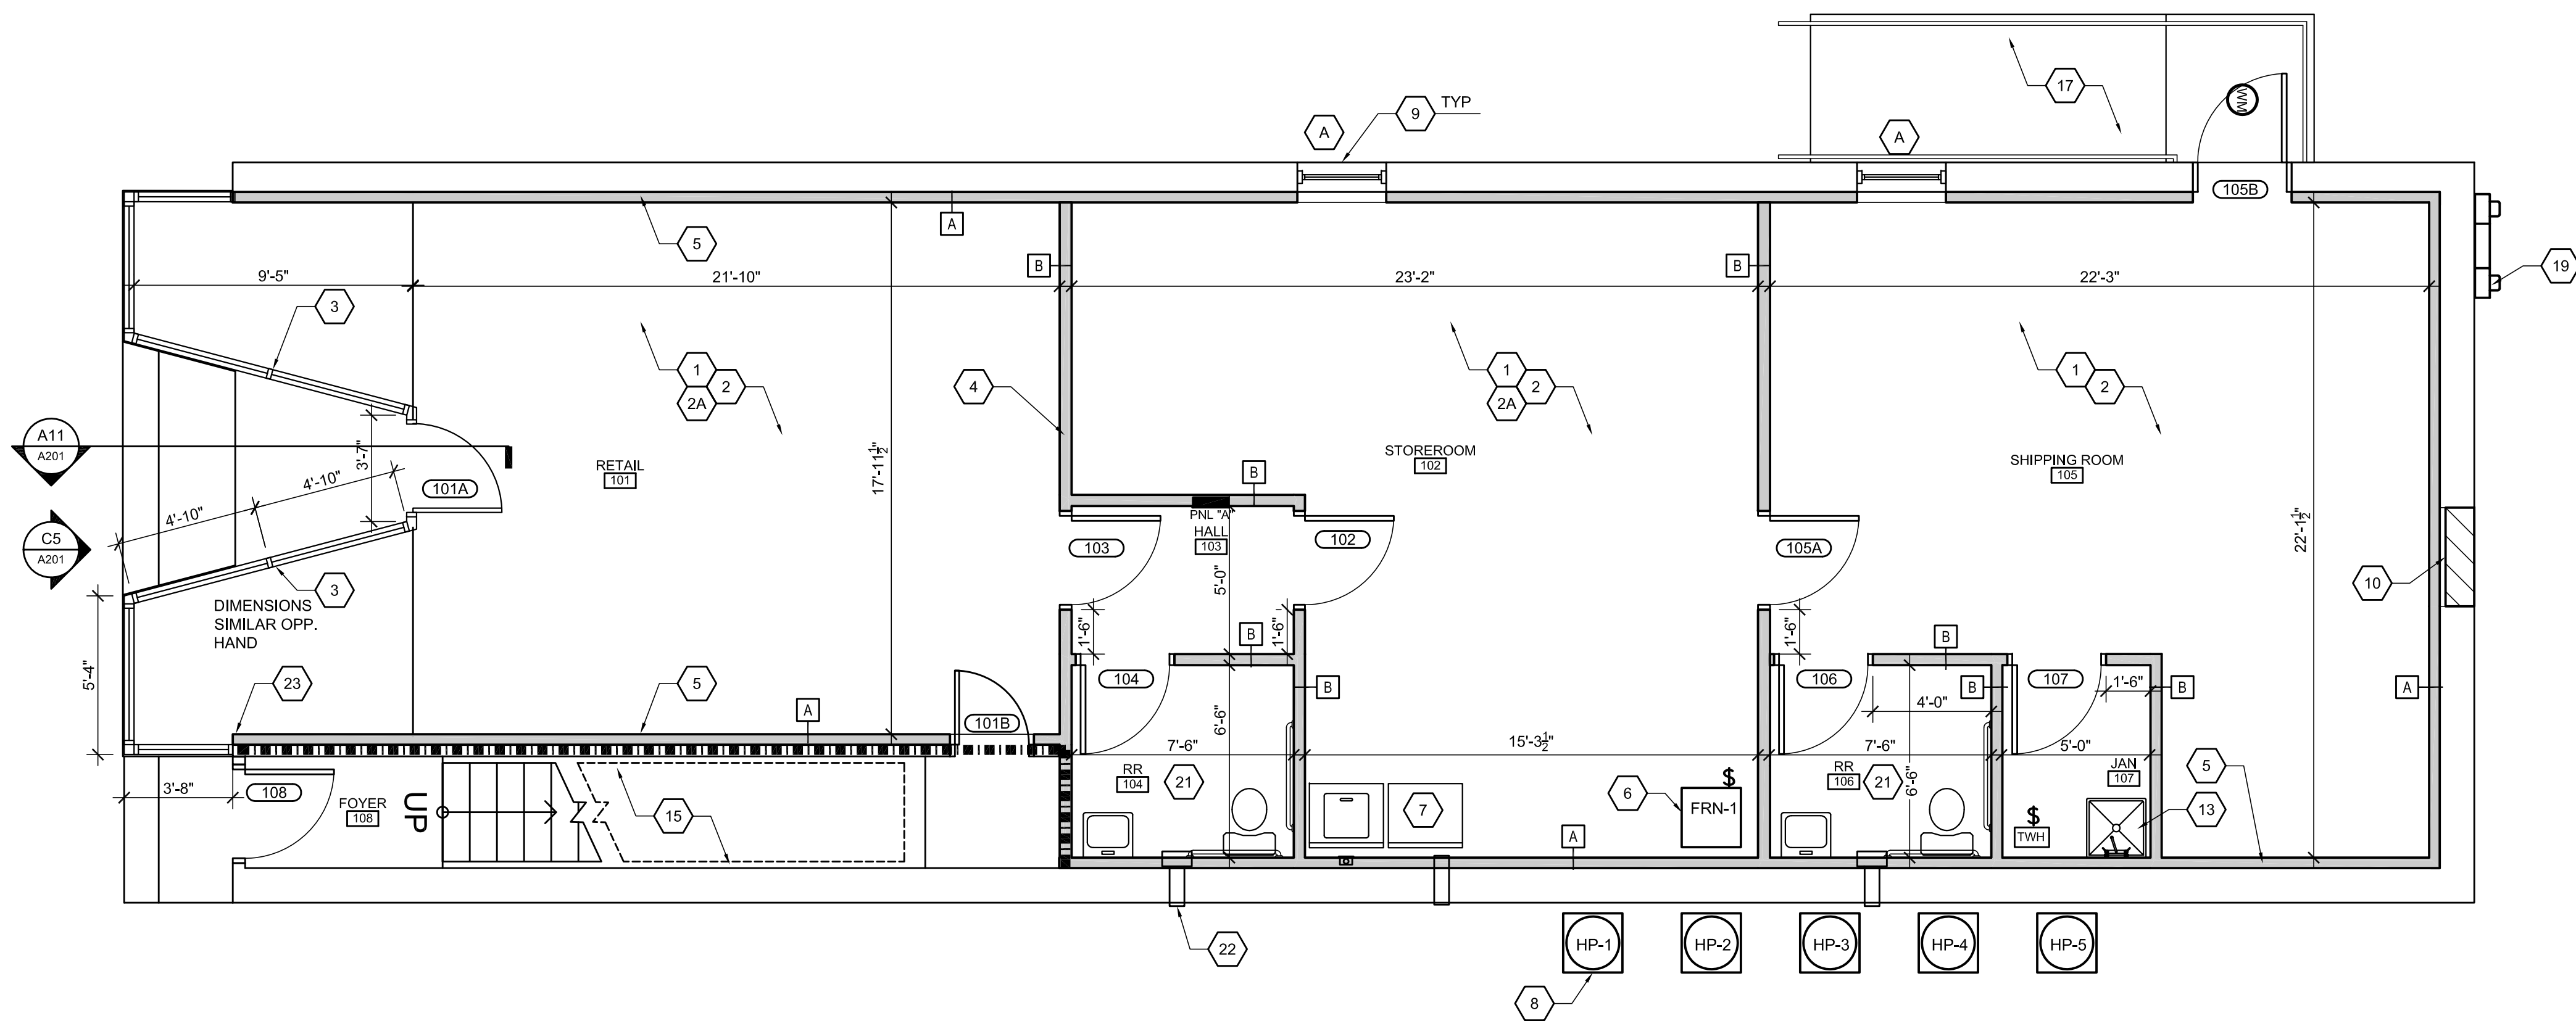 17
WM
9 TYP
A
A
105B
5
A
B
B
19
9'-5"
21'-10"
23'-2"
22'-3"
3
1
2
2A
4
1
2
2A
1
2
A11
A201
3'-7"
17'-11½"
RETAIL
101
STOREROOM
102
SHIPPING ROOM
105
B
101A
4'-10"
4'-10"
PNL "A"
HALL
103
103
102
105A
22'-1½"
C5
A201
5'-0"
10
3
DIMENSIONS
SIMILAR OPP.
HAND
1'-6"
1'-6"
1'-6"
B
B
5'-4"
23
5
104
B
106
B
107
1'-6"
B
A
A
101B
4'-0"
6'-6"
7'-6"
15'-3½"
7'-6"
6'-6"
5'-0"
3'-8"
108
FOYER
108
UP
15
RR
104
21
7
6
$
FRN-1
RR
106
21
JAN
107
$
TWH
13
5
A
22
HP-1
HP-2
HP-3
HP-4
HP-5
8